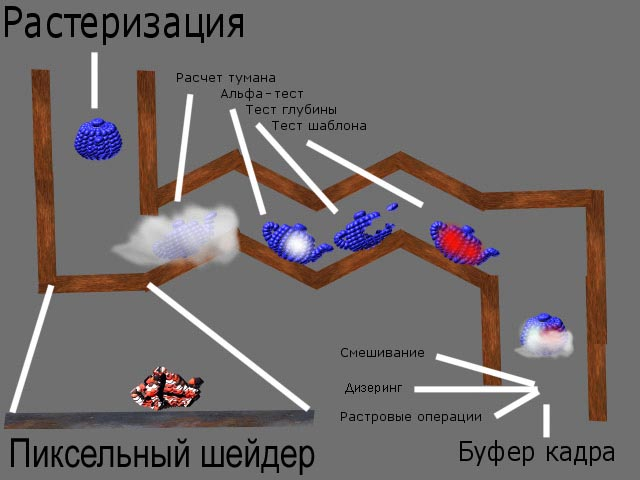 Растеризация
Расчет тумана
Альфа-тест
Тест глубины
Тест шаблона
Смешивание
Дизеринг
Растровые операции
Пиксельный шейдер
Буфер кадра